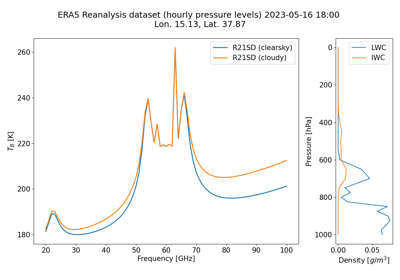 ERA5 Reanalysis dataset (hourly pressure levels) 2023-05-16 18:00
Lon. 15.13, Lat. 37.87
R21SD (clearsky)
R21SD (cloudy)
260
240
220
200
180
T_B [K]
20 30 40 50 60 70 80 90 100
Frequency [GHz]
LWC
IWC
0
200
400
600
800
1000
Pressure [hPa]
0.00 0.05
Density [g/m³]